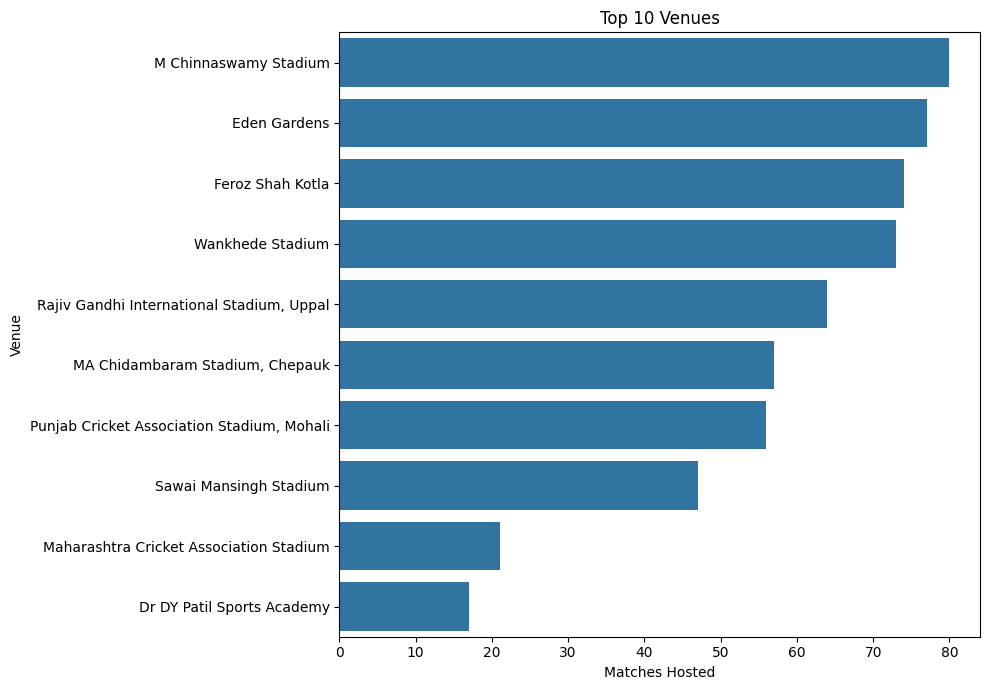 Top 10 Venues
M Chinnaswamy Stadium
Eden Gardens
Feroz Shah Kotla
Wankhede Stadium
Rajiv Gandhi International Stadium, Uppal
MA Chidambaram Stadium, Chepauk
Punjab Cricket Association Stadium, Mohali
Sawai Mansingh Stadium
Maharashtra Cricket Association Stadium
Dr DY Patil Sports Academy
Venue
0 10 20 30 40 50 60 70 80
Matches Hosted